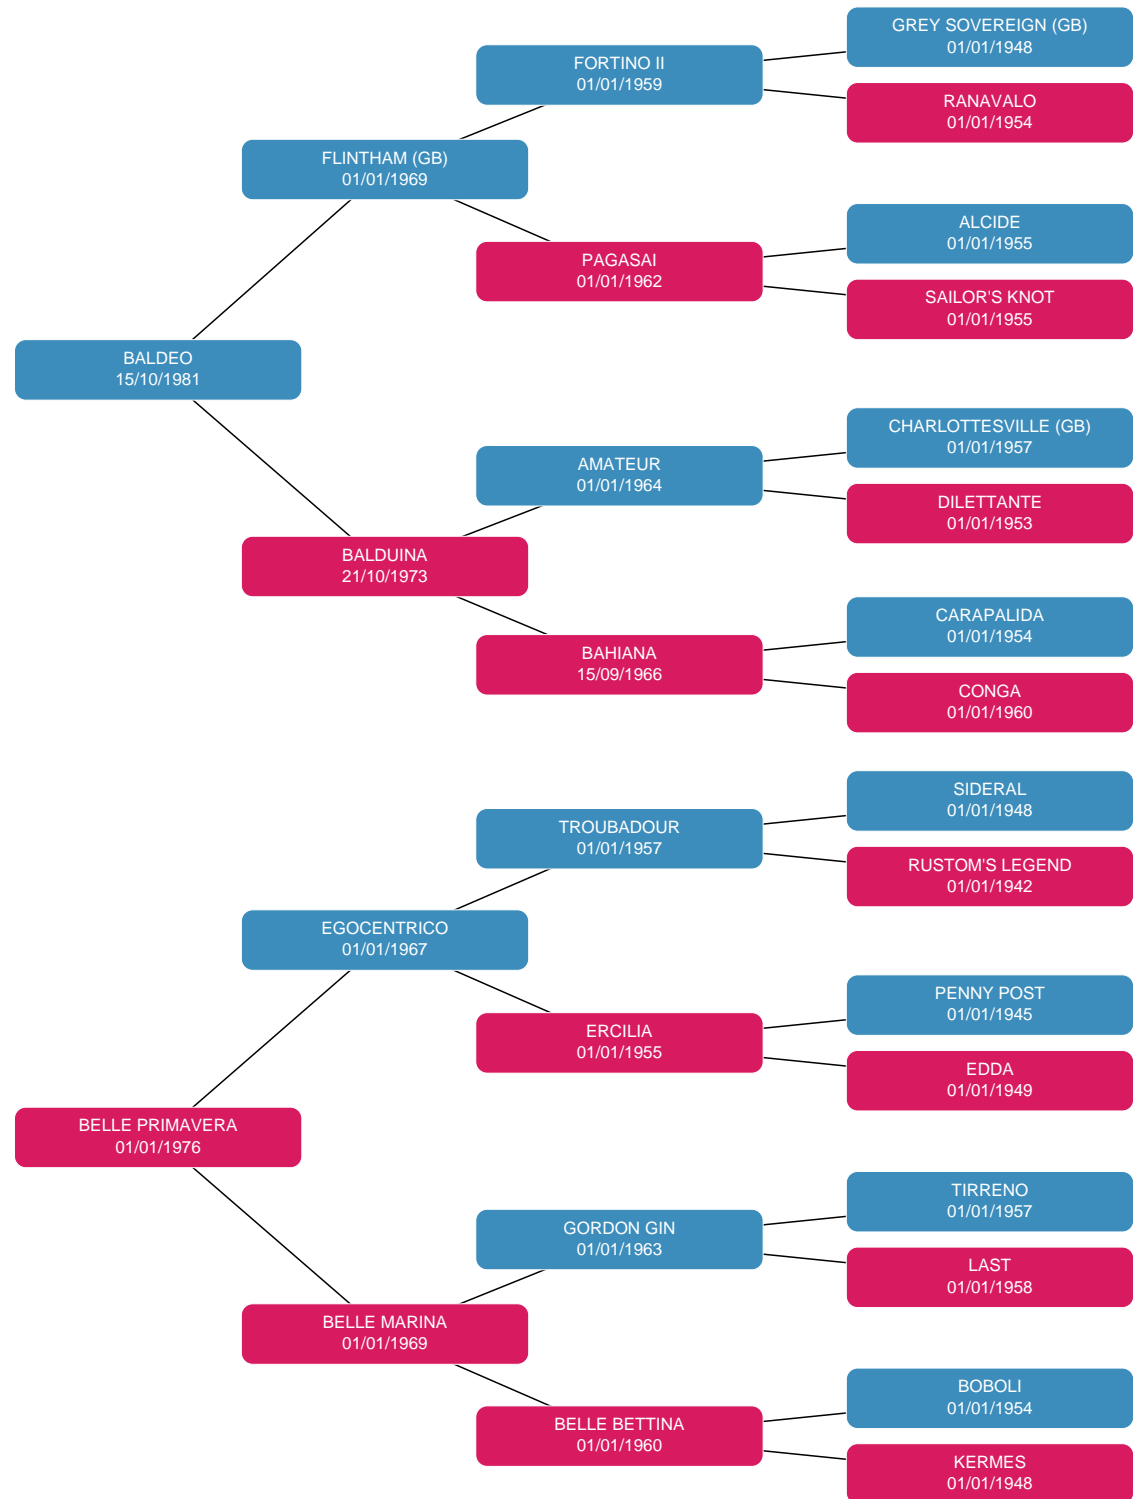 GREY SOVEREIGN (GB)
01/01/1948
FORTINO II
01/01/1959
RANAVALO
01/01/1954
FLINTHAM (GB)
01/01/1969
ALCIDE
01/01/1955
PAGASAI
01/01/1962
SAILOR'S KNOT
01/01/1955
BALDEO
15/10/1981
CHARLOTTESVILLE (GB)
01/01/1957
AMATEUR
01/01/1964
DILETTANTE
01/01/1953
BALDUINA
21/10/1973
CARAPALIDA
01/01/1954
BAHIANA
15/09/1966
CONGA
01/01/1960
SIDERAL
01/01/1948
TROUBADOUR
01/01/1957
RUSTOM'S LEGEND
01/01/1942
EGOCENTRICO
01/01/1967
PENNY POST
01/01/1945
ERCILIA
01/01/1955
EDDA
01/01/1949
BELLE PRIMAVERA
01/01/1976
TIRRENO
01/01/1957
GORDON GIN
01/01/1963
LAST
01/01/1958
BELLE MARINA
01/01/1969
BOBOLI
01/01/1954
BELLE BETTINA
01/01/1960
KERMES
01/01/1948